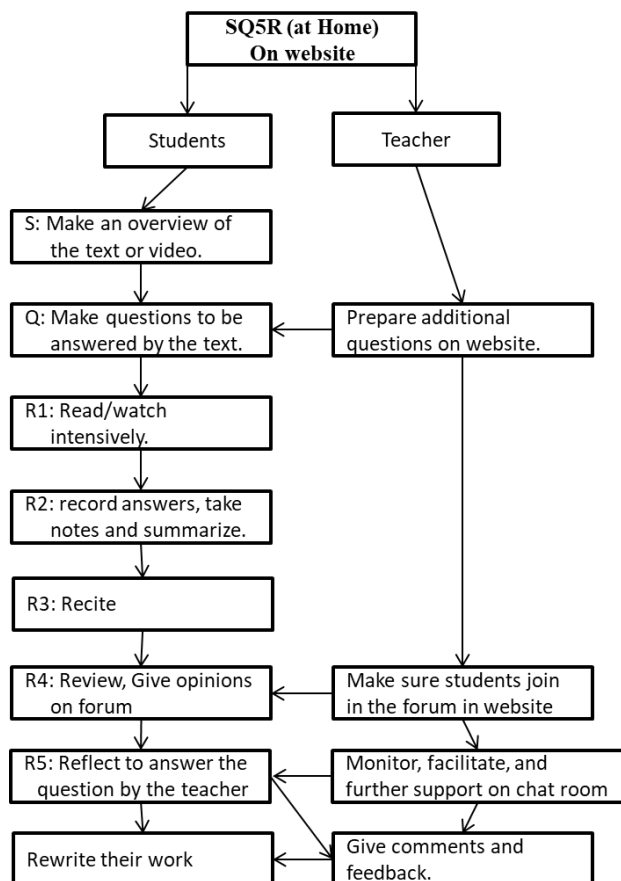 SQ5R (at Home)
On website
Students
Teacher
S: Make an overview of
the text or video.
Q: Make questions to be
answered by the text.
Prepare additional
questions on website.
R1: Read/watch
intensively.
R2: record answers, take
notes and summarize.
R3: Recite
R4: Review, Give opinions
on forum
Make sure students join
in the forum in website
R5: Reflect to answer the
question by the teacher
Monitor, facilitate, and
further support on chat room
Rewrite their work
Give comments and
feedback.